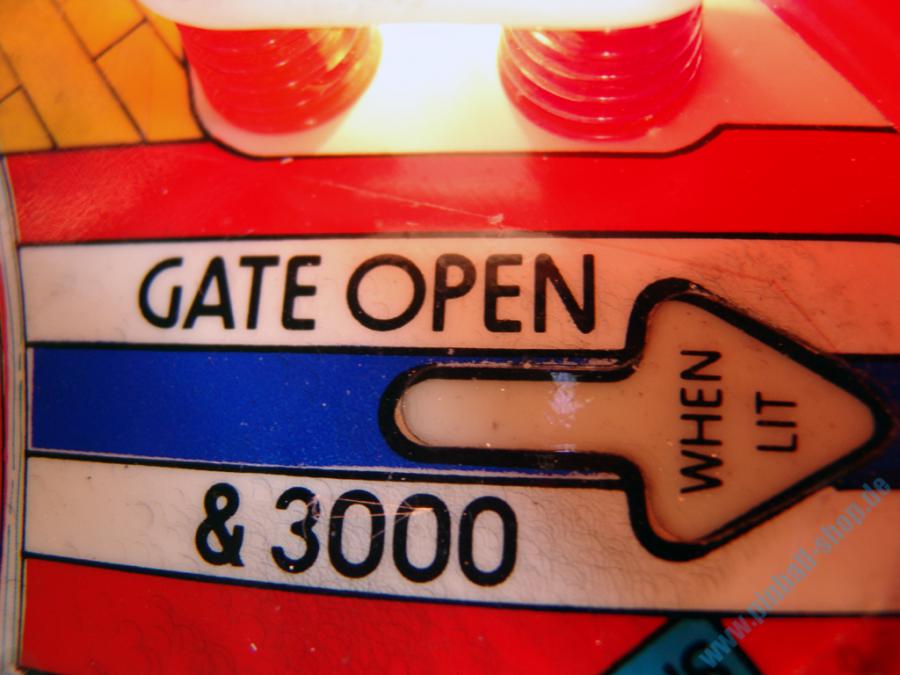 GATE OPEN
WHEN
LIT
& 3000
www.pinball-shop.de